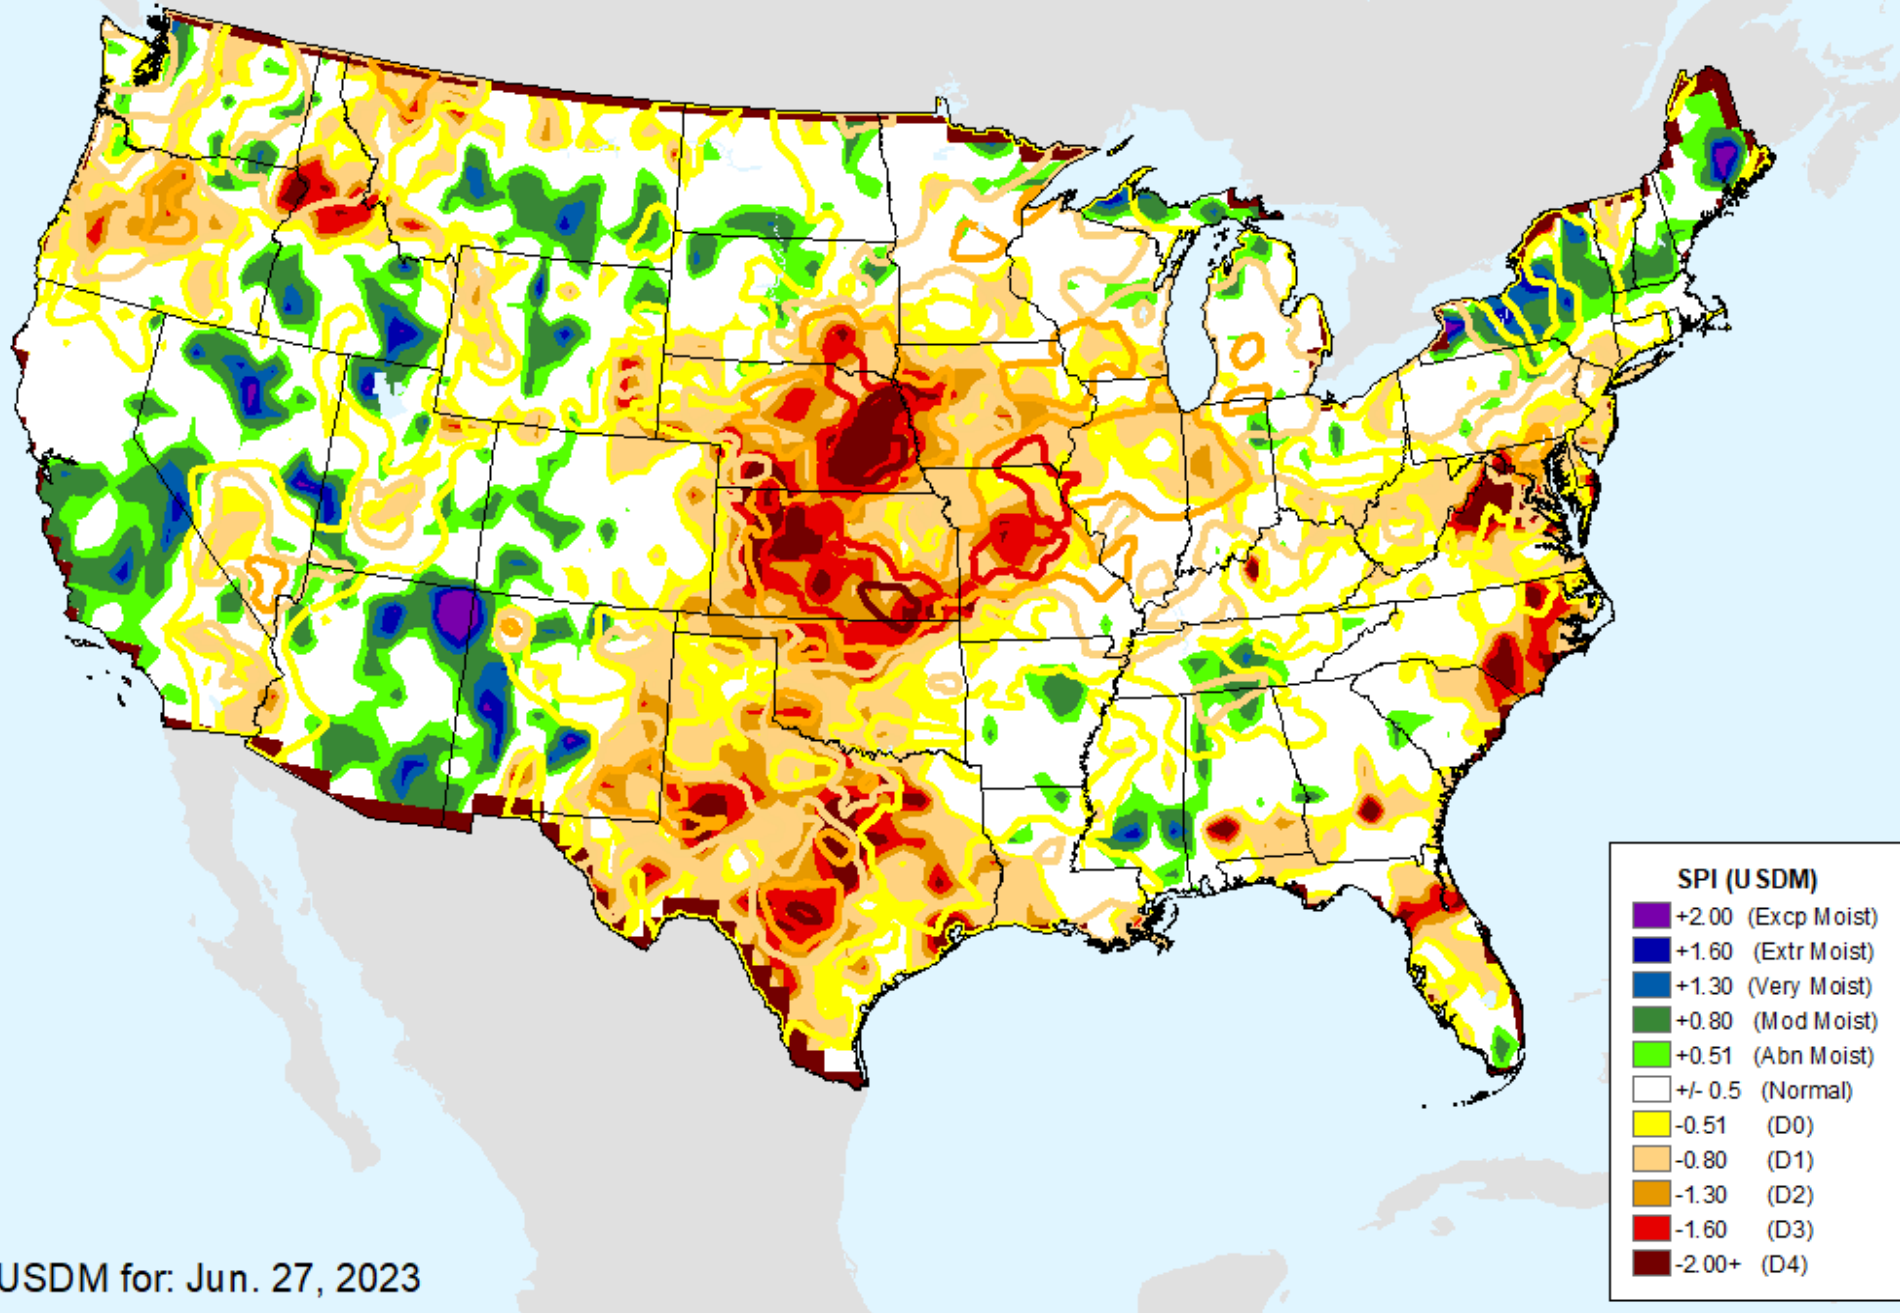 SPI (USDM)
+2.00 (Excp Moist)
+1.60 (Extr Moist)
+1.30 (Very Moist)
+0.80 (Mod Moist)
+0.51 (Abn Moist)
+/- 0.5 (Normal)
-0.51 (D0)
-0.80 (D1)
-1.30 (D2)
-1.60 (D3)
-2.00+ (D4)
USDM for: Jun. 27, 2023